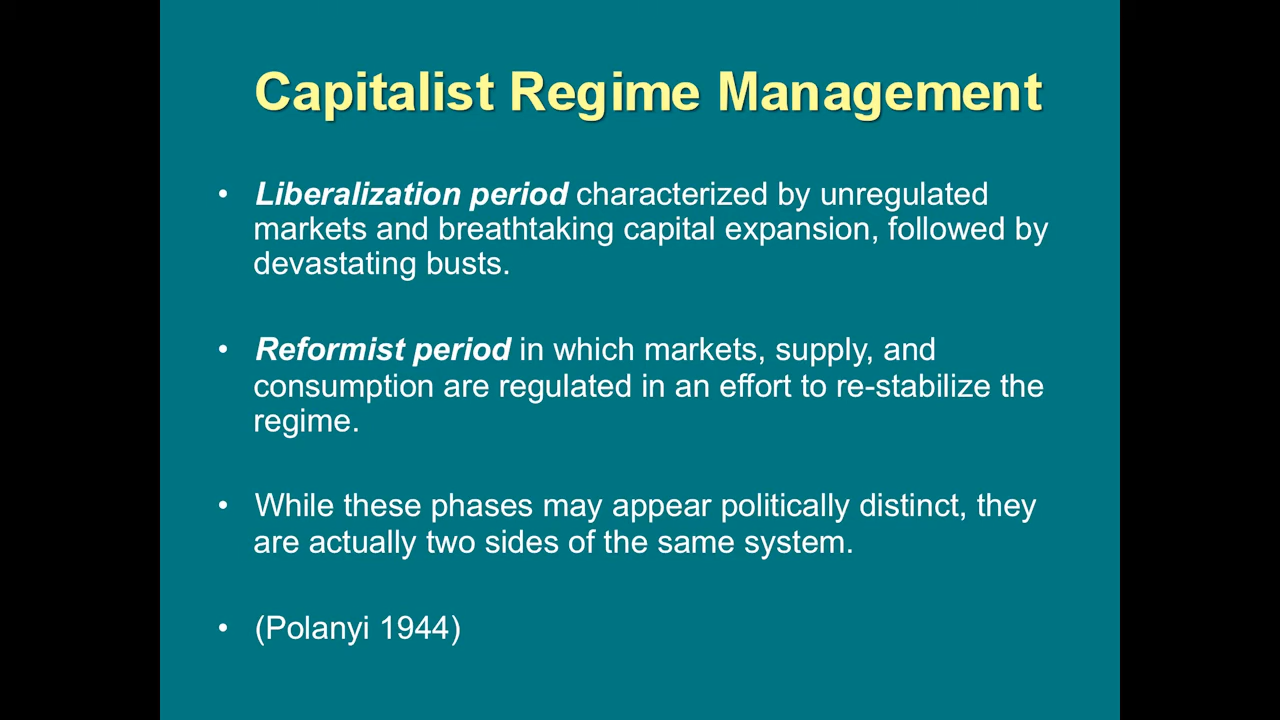 Capitalist Regime Management
• Liberalization period characterized by unregulated
markets and breathtaking capital expansion, followed by
devastating busts.
• Reformist period in which markets, supply, and
consumption are regulated in an effort to re-stabilize the
regime.
• While these phases may appear politically distinct, they
are actually two sides of the same system.
• (Polanyi 1944)